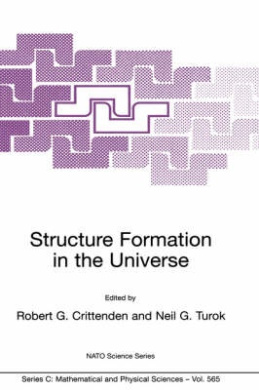 Structure Formation
in the Universe
Edited by
Robert G. Crittenden and Neil G. Turok
NATO Science Series
Series C: Mathematical and Physical Sciences – Vol. 565